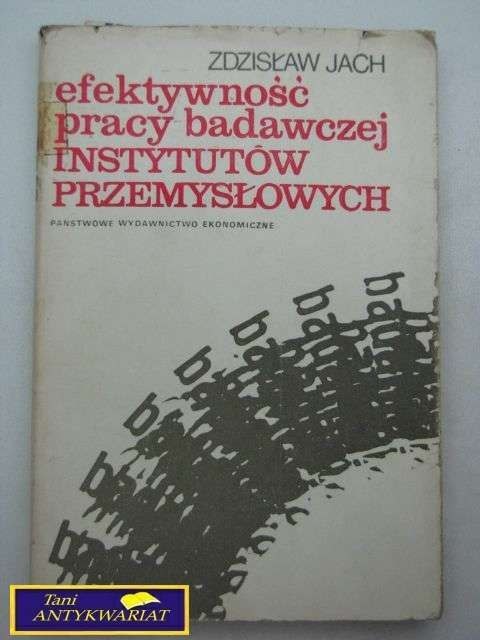 ZDZISŁAW JACH
efektywność
pracy badawczej
INSTYTUTÓW
PRZEMYSŁOWYCH
PAŃSTWOWE WYDAWNICTWO EKONOMICZNE
Tani
ANTYKWARIAT